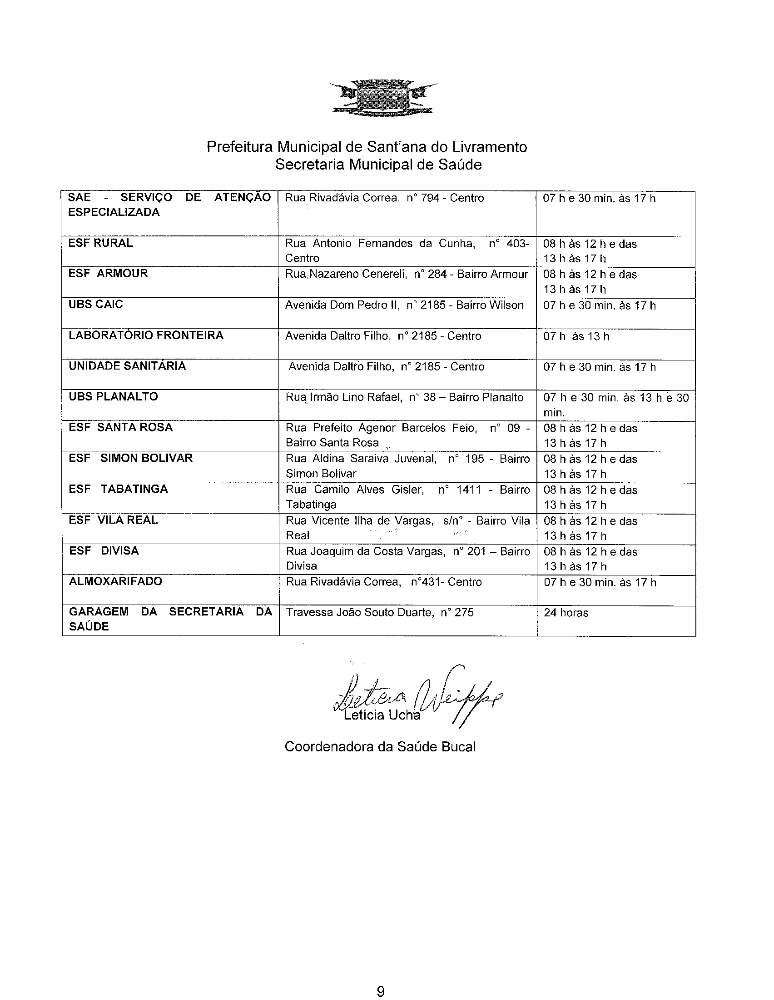 Prefeitura Municipal de Sant'ana do Livramento
Secretaria Municipal de Saúde
SAE - SERVIÇO DE ATENÇÃO Rua Rivadávia Correa, n° 794 - Centro 07 h e 30 min. às 17 h
ESPECIALIZADA
ESF RURAL Rua Antonio Fernandes da Cunha, n° 403- 08 h às 12 h e das
Centro 13 h às 17 h
ESF ARMOUR Rua Nazareno Cenereli, n° 284 - Bairro Armour 08 h às 12 h e das
13 h às 17 h
UBS CAIC Avenida Dom Pedro II, n° 2185 - Bairro Wilson 07 h e 30 min. às 17 h
LABORATÓRIO FRONTEIRA Avenida Daltro Filho, n° 2185 - Centro 07 h às 13 h
UNIDADE SANITÁRIA Avenida Daltro Filho, n° 2185 - Centro 07 h e 30 min. às 17 h
UBS PLANALTO Rua Irmão Lino Rafael, n° 38 – Bairro Planalto 07 h e 30 min. às 13 h e 30
min.
ESF SANTA ROSA Rua Prefeito Agenor Barcelos Feio, n° 09 - 08 h às 12 h e das
Bairro Santa Rosa 13 h às 17 h
ESF SIMON BOLIVAR Rua Aldina Saraiva Juvenal, n° 195 - Bairro 08 h às 12 h e das
Simon Bolivar 13 h às 17 h
ESF TABATINGA Rua Camilo Alves Gisler, n° 1411 - Bairro 08 h às 12 h e das
Tabatinga 13 h às 17 h
ESF VILA REAL Rua Vicente Ilha de Vargas, s/n° - Bairro Vila 08 h às 12 h e das
Real 13 h às 17 h
ESF DIVISA Rua Joaquim da Costa Vargas, n° 201 – Bairro 08 h às 12 h e das
Divisa 13 h às 17 h
ALMOXARIFADO Rua Rivadávia Correa, n°431- Centro 07 h e 30 min. às 17 h
GARAGEM DA SECRETARIA DA Travessa João Souto Duarte, n° 275 24 horas
SAÚDE
Letícia Ucha
Coordenadora da Saúde Bucal
9